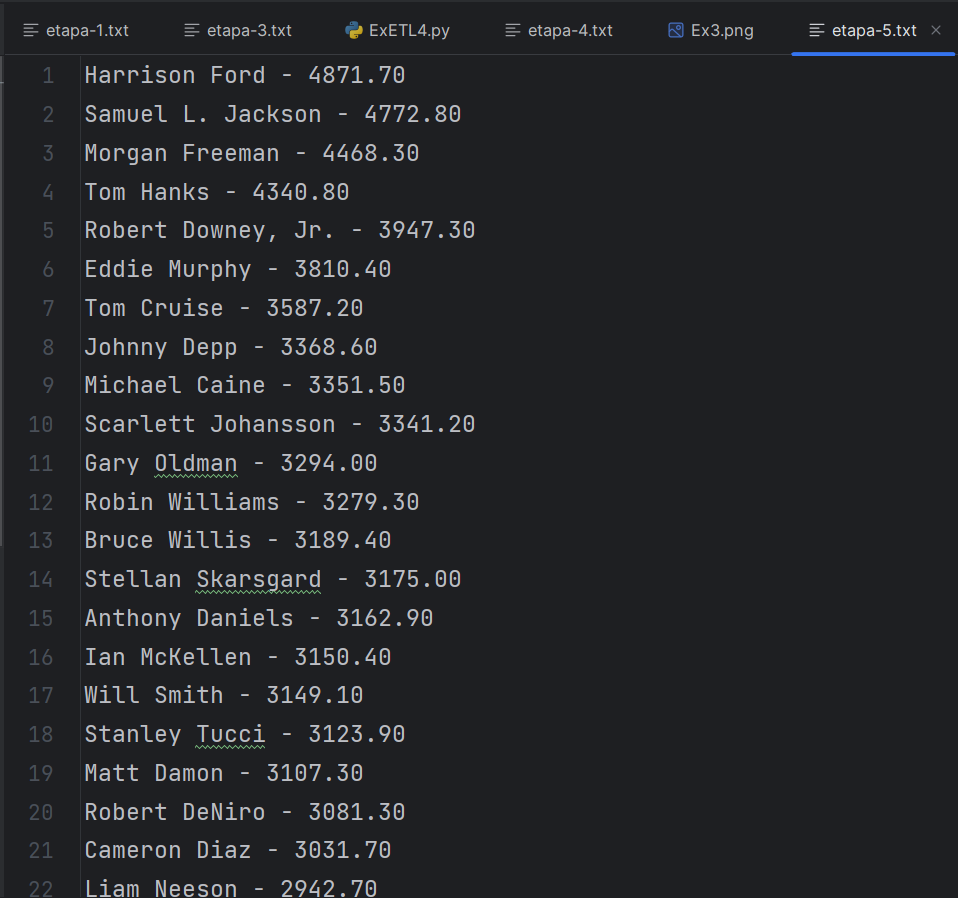 etapa-1.txt etapa-3.txt ExETL4.py etapa-4.txt Ex3.png etapa-5.txt
1 Harrison Ford - 4871.70
2 Samuel L. Jackson - 4772.80
3 Morgan Freeman - 4468.30
4 Tom Hanks - 4340.80
5 Robert Downey, Jr. - 3947.30
6 Eddie Murphy - 3810.40
7 Tom Cruise - 3587.20
8 Johnny Depp - 3368.60
9 Michael Caine - 3351.50
10 Scarlett Johansson - 3341.20
11 Gary Oldman - 3294.00
12 Robin Williams - 3279.30
13 Bruce Willis - 3189.40
14 Stellan Skarsgard - 3175.00
15 Anthony Daniels - 3162.90
16 Ian McKellen - 3150.40
17 Will Smith - 3149.10
18 Stanley Tucci - 3123.90
19 Matt Damon - 3107.30
20 Robert DeNiro - 3081.30
21 Cameron Diaz - 3031.70
22 Liam Neeson - 2942.70